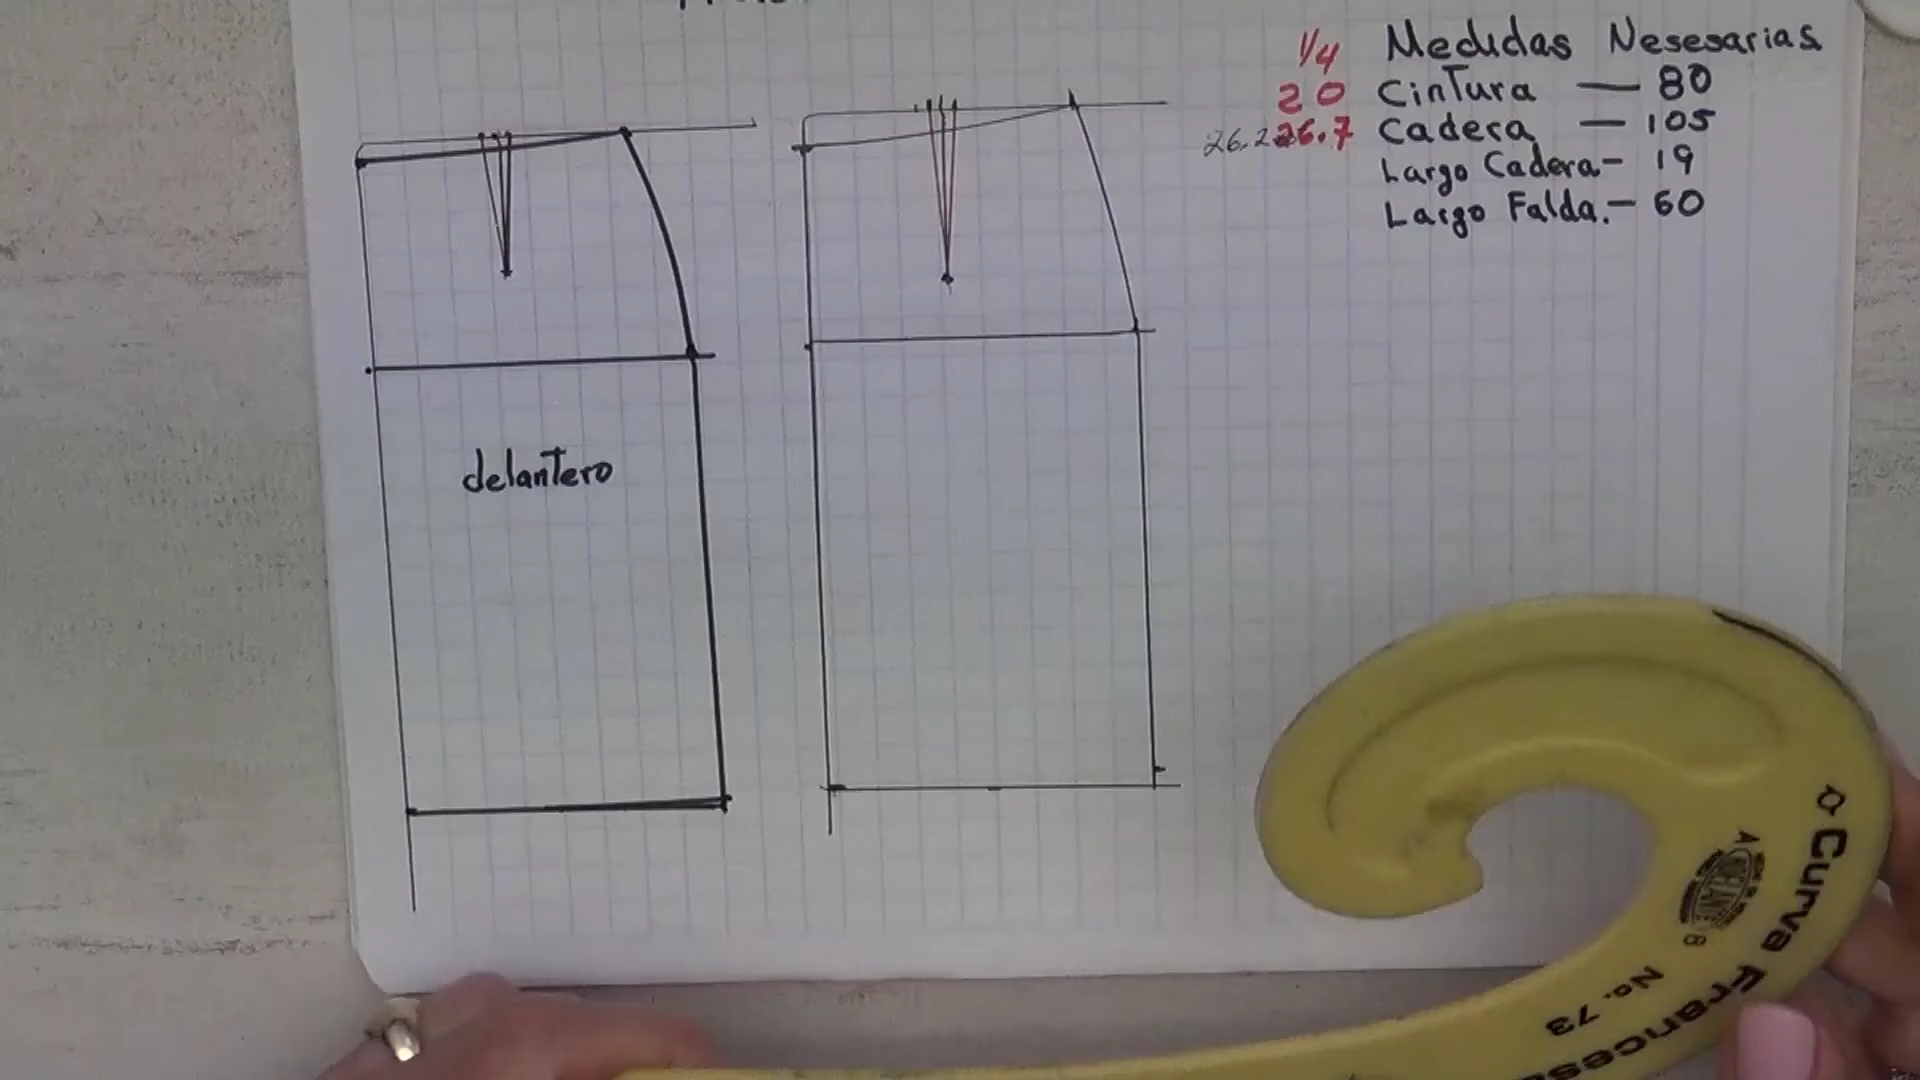 1/4 Medidas Nesesarias
20 Cintura — 80
26.2 26.7 Cadera — 105
Largo Cadera - 19
Largo Falda. - 60
delantero
Curva Francesa
No. 73
A
B